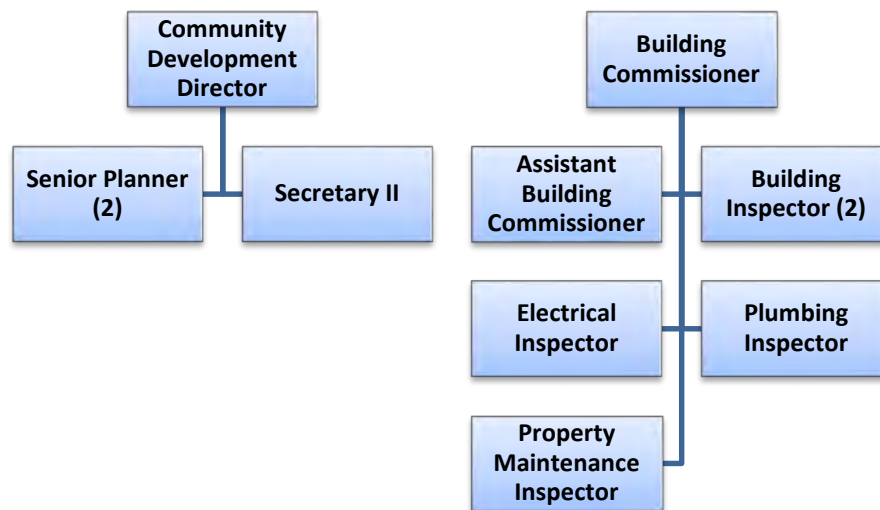 Community
Development
Director
Senior Planner
(2)
Secretary II
Building
Commissioner
Assistant
Building
Commissioner
Building
Inspector (2)
Electrical
Inspector
Plumbing
Inspector
Property
Maintenance
Inspector